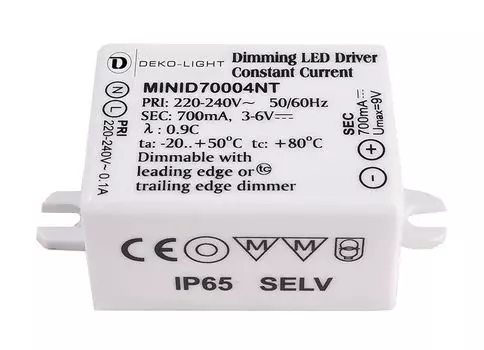 D DEKO-LIGHT
Dimming LED Driver
Constant Current
MINID70004NT
PRI: 220-240V~ 50/60Hz
SEC: 700mA, 3-6V⎓
λ: 0.9C
ta: -20..+50°C tc: +80°C
Dimmable with
leading edge or tc
trailing edge dimmer
N
L
PRI
220-240V~ 0.1A
SEC
700mA⎓
Umax=9V
+
-
CE M M
IP65 SELV